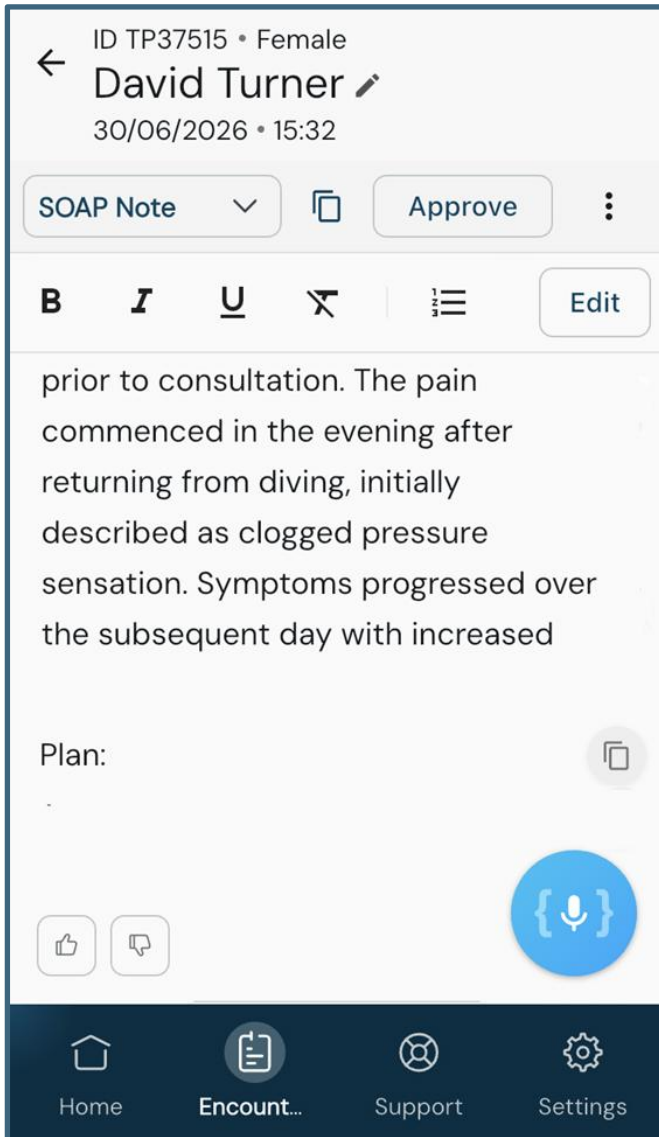 ID TP37515 • Female
David Turner
30/06/2026 • 15:32
SOAP Note
Approve
B I U
Edit
prior to consultation. The pain
commenced in the evening after
returning from diving, initially
described as clogged pressure
sensation. Symptoms progressed over
the subsequent day with increased
Plan:
Home Encount... Support Settings